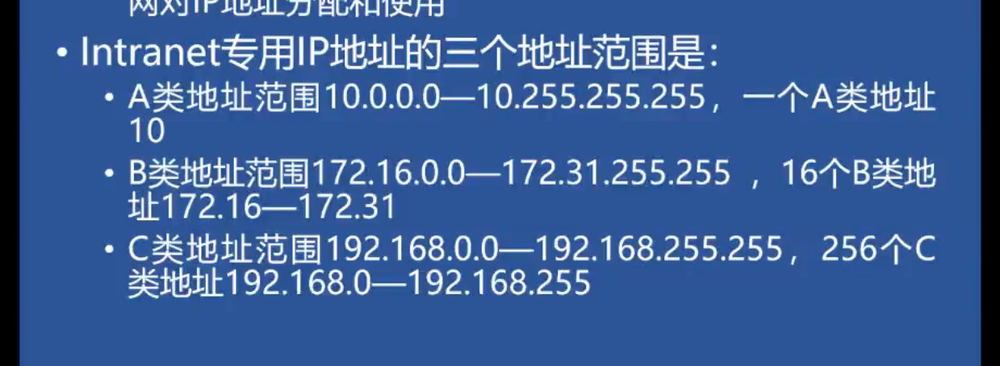 网对IP地址分配和使用
• Intranet专用IP地址的三个地址范围是：
• A类地址范围10.0.0.0—10.255.255.255，一个A类地址
10
• B类地址范围172.16.0.0—172.31.255.255 ，16个B类地
址172.16—172.31
• C类地址范围192.168.0.0—192.168.255.255，256个C
类地址192.168.0—192.168.255